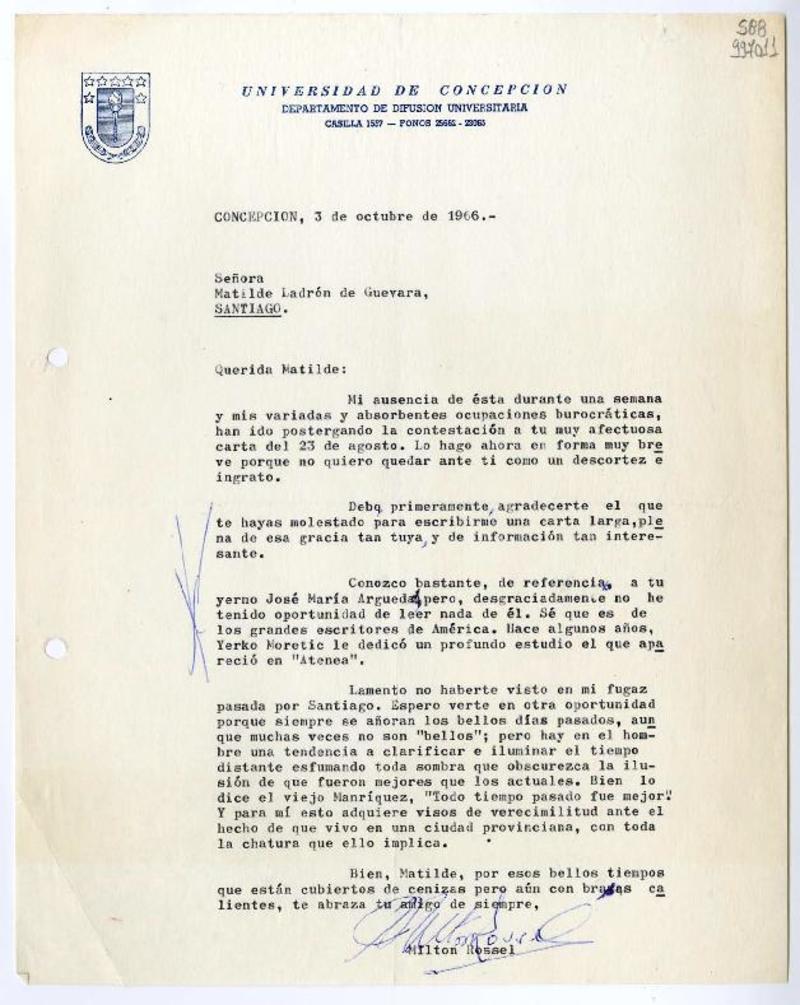 SBB
997011
UNIVERSIDAD DE CONCEPCION
DEPARTAMENTO DE DIFUSION UNIVERSITARIA
CASILLA 1557 — FONOS 25662 -
CONCEPCION, 3 de octubre de 1966.-
Señora
Matilde Ladrón de Guevara,
SANTIAGO.
Querida Matilde:
Mi ausencia de ésta durante una semana
y mis variadas y absorbentes ocupaciones burocráticas,
han ido postergando la contestación a tu muy afectuosa
carta del 23 de agosto. Lo hago ahora en forma muy bre
ve porque no quiero quedar ante ti como un descortez e
ingrato.
Debo, primeramente, agradecerte el que
te hayas molestado para escribirme una carta larga,ple
na de esa gracia tan tuya, y de información tan intere-
sante.
Conozco bastante, de referencia, a tu
yerno José María Arguedas,pero, desgraciadamente no he
tenido oportunidad de leer nada de él. Sé que es de
los grandes escritores de América. Hace algunos años,
Yerko Moretic le dedicó un profundo estudio el que apa
reció en "Atenea".
Lamento no haberte visto en mi fugaz
pasada por Santiago. Espero verte en otra oportunidad
porque siempre se añoran los bellos días pasados, aun
que muchas veces no son "bellos"; pero hay en el hom-
bre una tendencia a clarificar e iluminar el tiempo
distante esfumando toda sombra que obscurezca la ilu-
sión de que fueron mejores que los actuales. Bien lo
dice el viejo Manríquez, "Todo tiempo pasado fue mejor".
Y para mí esto adquiere visos de verecimilitud ante el
hecho de que vivo en una ciudad provinciana, con toda
la chatura que ello implica.
Bien, Matilde, por esos bellos tiempos
que están cubiertos de cenizas pero aún con brasas ca
lientes, te abraza tu amigo de siempre,
Milton Rossel
Milton Rossel